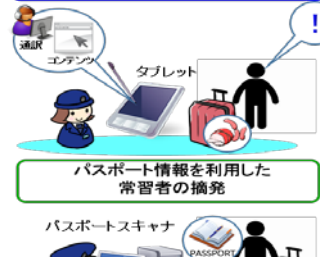 !
通訳
コンテンツ
タブレット
パスポート情報を利用した
常習者の摘発
パスポートスキャナ
PASSPORT